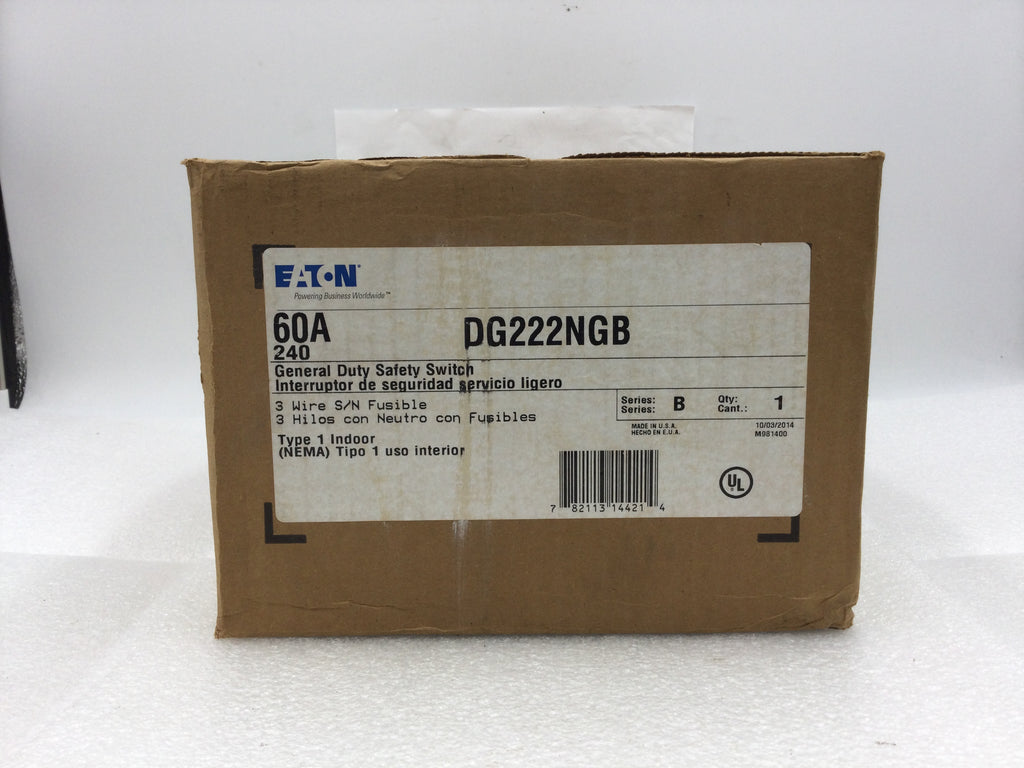 EATON
Powering Business Worldwide™
60A DG222NGB
240
General Duty Safety Switch
Interruptor de seguridad servicio ligero
3 Wire S/N Fusible
3 Hilos con Neutro con Fusibles
Type 1 Indoor
(NEMA) Tipo 1 uso interior
Series: B Qty: 1
Series: Cant.:
MADE IN U.S.A. 10/03/2014
HECHO EN E.U.A. M981400
UL
7 82113 14421 4